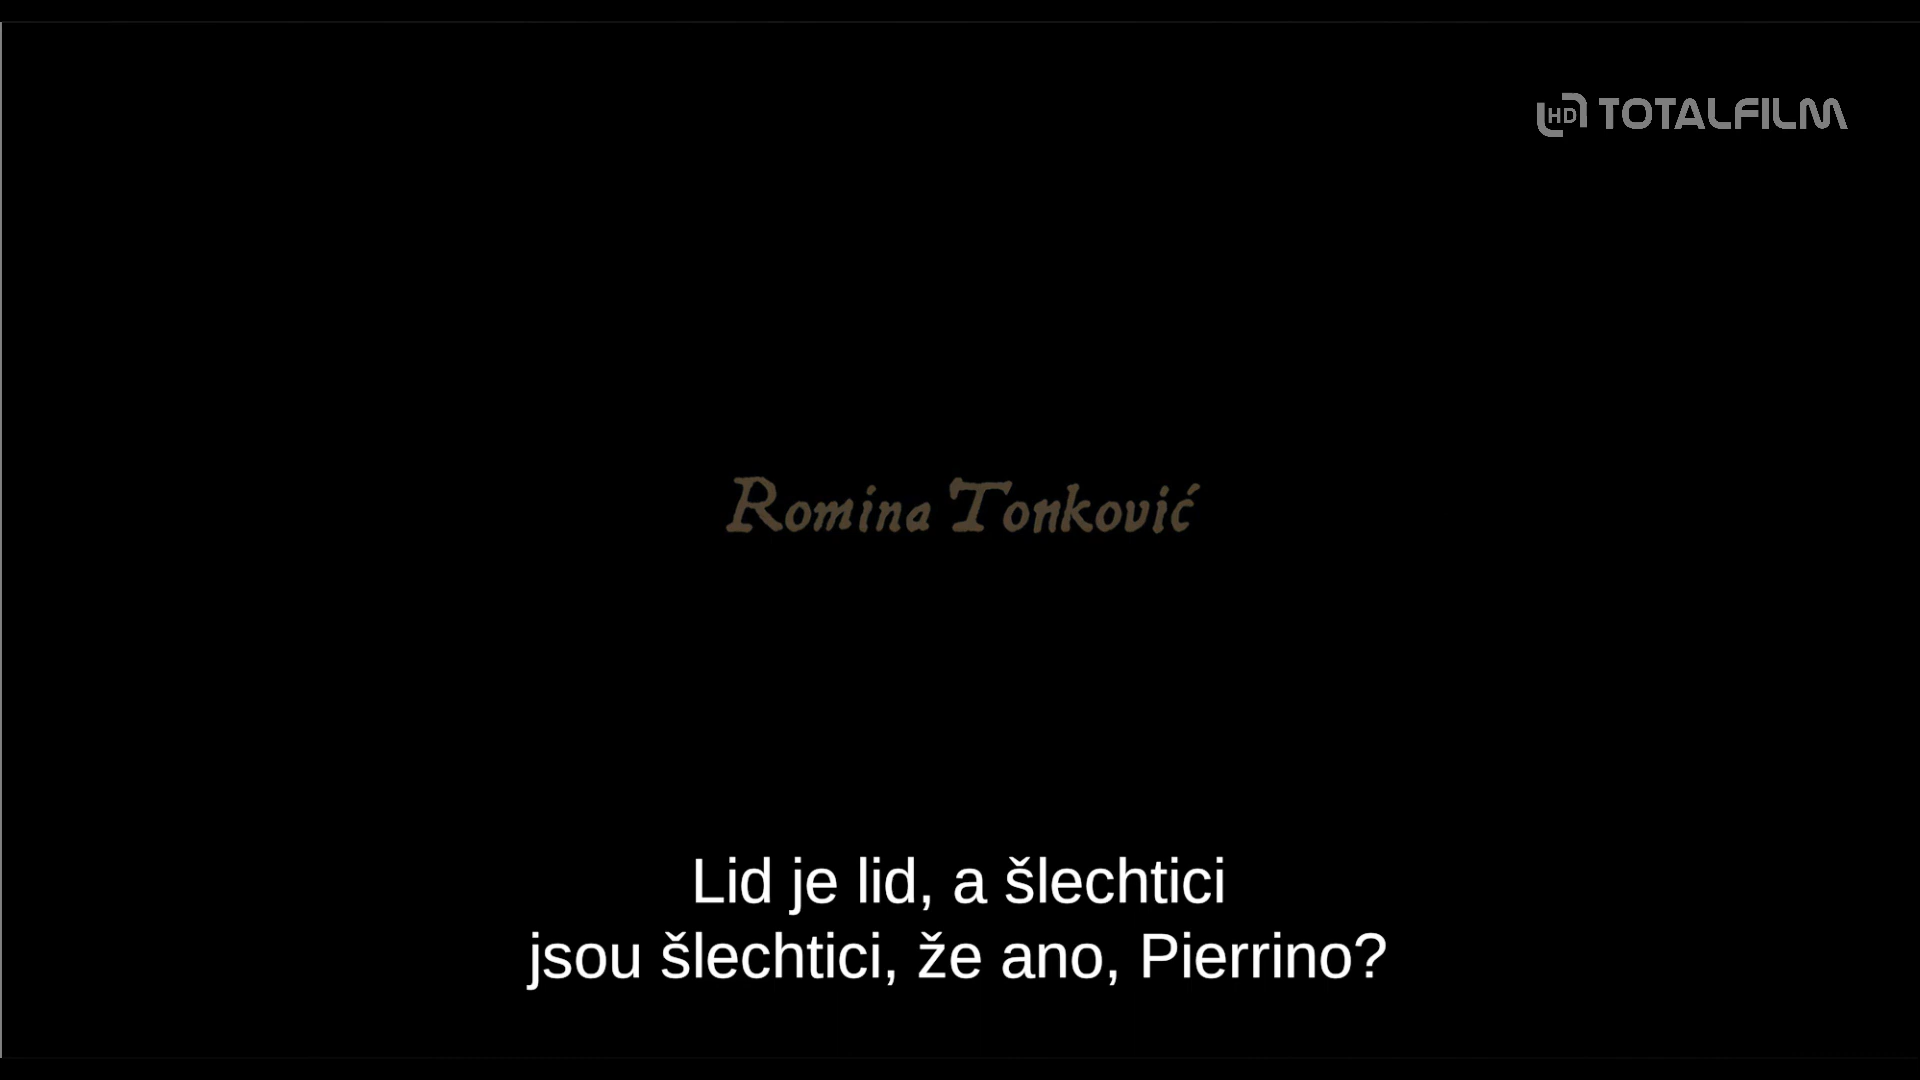 HD TOTALFILM
Romina Tonković
Lid je lid, a šlechtici
jsou šlechtici, že ano, Pierrino?